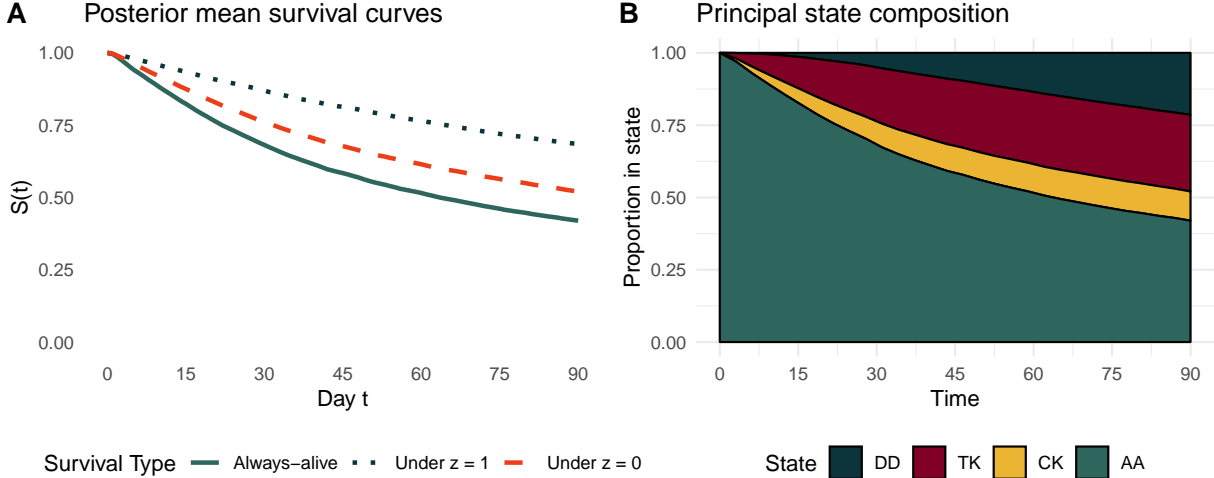 A Posterior mean survival curves
1.00
0.75
0.50
0.25
0.00
S(t)
0 15 30 45 60 75 90
Day t
Survival Type Always−alive Under z = 1 Under z = 0
B Principal state composition
1.00
0.75
0.50
0.25
0.00
Proportion in state
0 15 30 45 60 75 90
Time
State DD TK CK AA